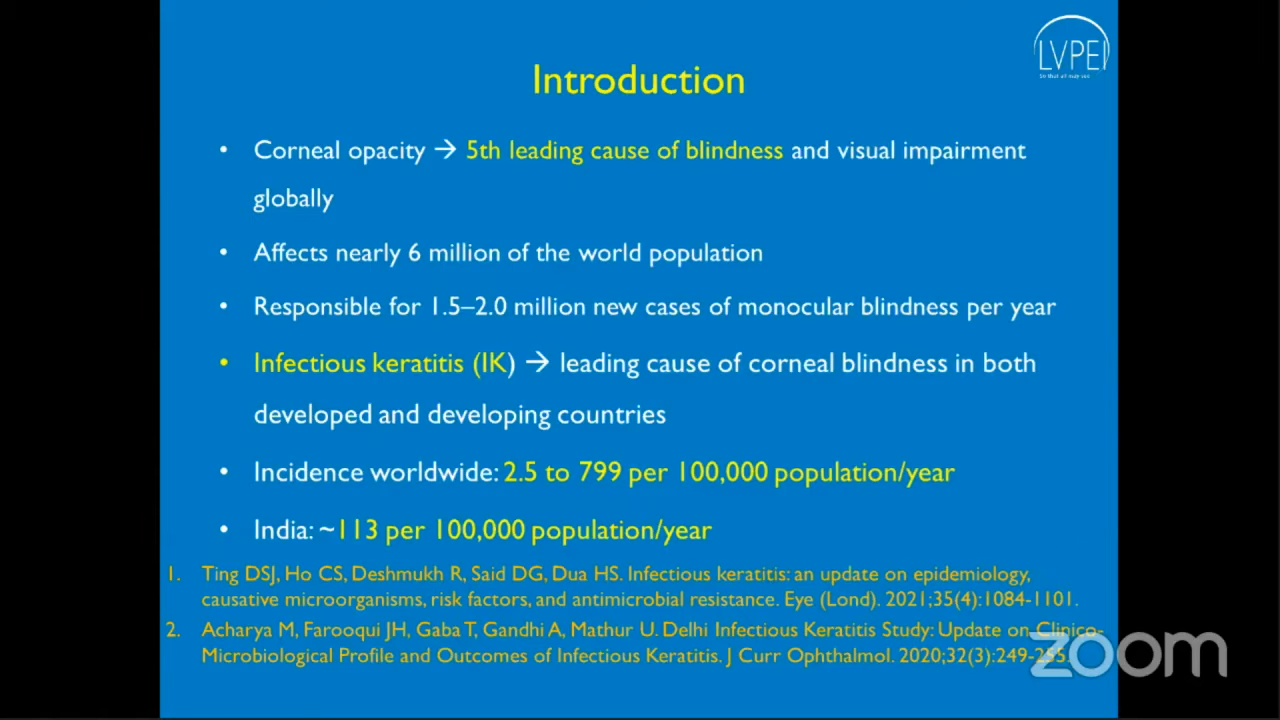 LVPEI
So that all may see
Introduction
• Corneal opacity → 5th leading cause of blindness and visual impairment
globally
• Affects nearly 6 million of the world population
• Responsible for 1.5–2.0 million new cases of monocular blindness per year
• Infectious keratitis (IK) → leading cause of corneal blindness in both
developed and developing countries
• Incidence worldwide: 2.5 to 799 per 100,000 population/year
• India: ~113 per 100,000 population/year
1. Ting DSJ, Ho CS, Deshmukh R, Said DG, Dua HS. Infectious keratitis: an update on epidemiology,
causative microorganisms, risk factors, and antimicrobial resistance. Eye (Lond). 2021;35(4):1084-1101.
2. Acharya M, Farooqui JH, Gaba T, Gandhi A, Mathur U. Delhi Infectious Keratitis Study: Update on Clinico-
Microbiological Profile and Outcomes of Infectious Keratitis. J Curr Ophthalmol. 2020;32(3):249-255.
zoom